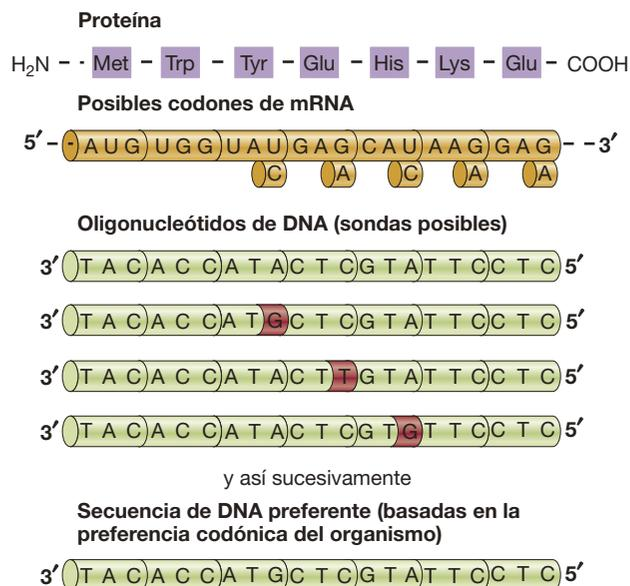 Proteína
H₂N – - Met – Trp – Tyr – Glu – His – Lys – Glu – COOH
Posibles codones de mRNA
5′ – - A U G U G G U A U G A G C A U A A G G A G – – 3′
C A C A A
Oligonucleótidos de DNA (sondas posibles)
3′ T A C A C C A T A C T C G T A T T C C T C 5′
3′ T A C A C C A T G C T C G T A T T C C T C 5′
3′ T A C A C C A T A C T T G T A T T C C T C 5′
3′ T A C A C C A T A C T C G T G T T C C T C 5′
y así sucesivamente
Secuencia de DNA preferente (basadas en la
preferencia codónica del organismo)
3′ T A C A C C A T G C T C G T A T T C C T C 5′